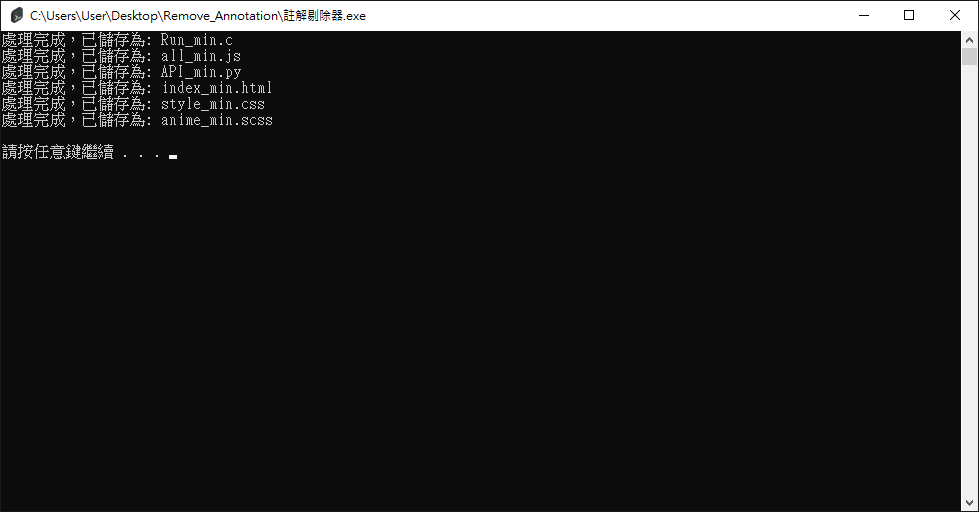 C:\Users\User\Desktop\Remove_Annotation\註解剔除器.exe
處理完成，已儲存為: Run_min.c
處理完成，已儲存為: all_min.js
處理完成，已儲存為: API_min.py
處理完成，已儲存為: index_min.html
處理完成，已儲存為: style_min.css
處理完成，已儲存為: anime_min.scss
請按任意鍵繼續 . . .